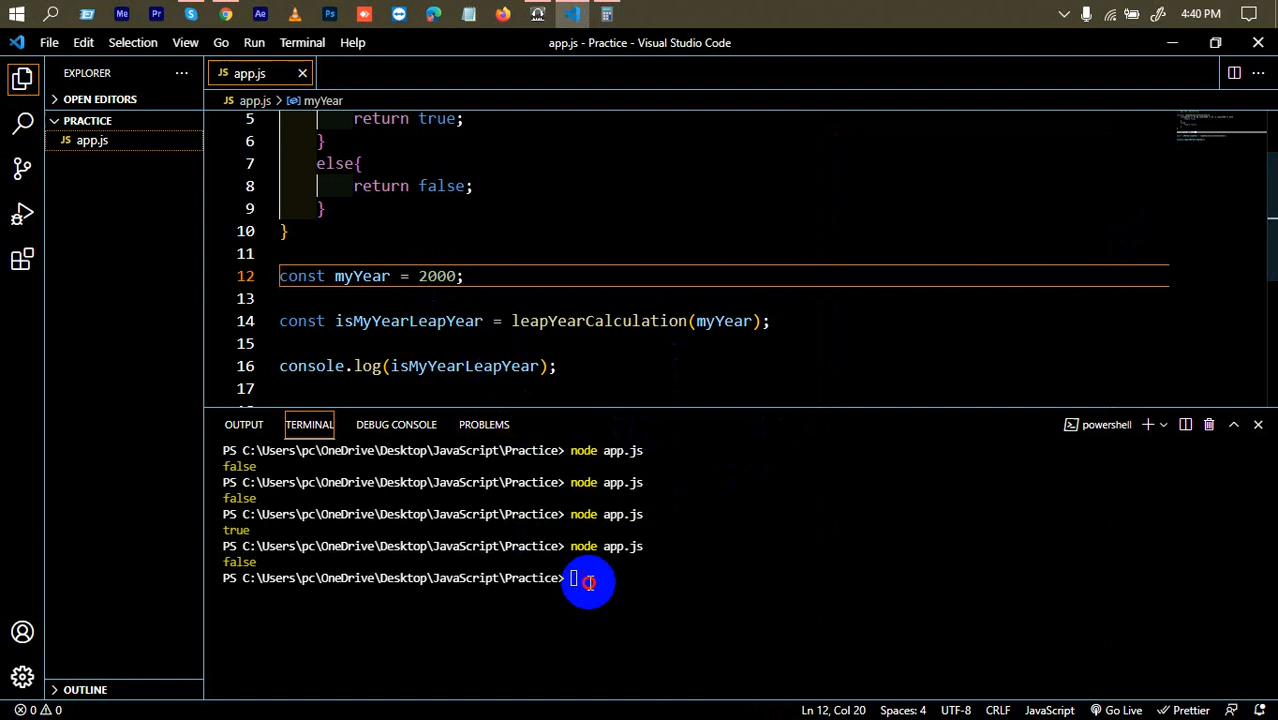 4:40 PM
File Edit Selection View Go Run Terminal Help
app.js - Practice - Visual Studio Code
EXPLORER
OPEN EDITORS
PRACTICE
JS app.js
OUTLINE
JS app.js
JS app.js > myYear
5 return true;
6 }
7 else{
8 return false;
9 }
10 }
11
12 const myYear = 2000;
13
14 const isMyYearLeapYear = leapYearCalculation(myYear);
15
16 console.log(isMyYearLeapYear);
17
OUTPUT TERMINAL DEBUG CONSOLE PROBLEMS
powershell
PS C:\Users\pc\OneDrive\Desktop\JavaScript\Practice> node app.js
false
PS C:\Users\pc\OneDrive\Desktop\JavaScript\Practice> node app.js
false
PS C:\Users\pc\OneDrive\Desktop\JavaScript\Practice> node app.js
true
PS C:\Users\pc\OneDrive\Desktop\JavaScript\Practice> node app.js
false
PS C:\Users\pc\OneDrive\Desktop\JavaScript\Practice>
0 0
Ln 12, Col 20 Spaces: 4 UTF-8 CRLF JavaScript Go Live Prettier